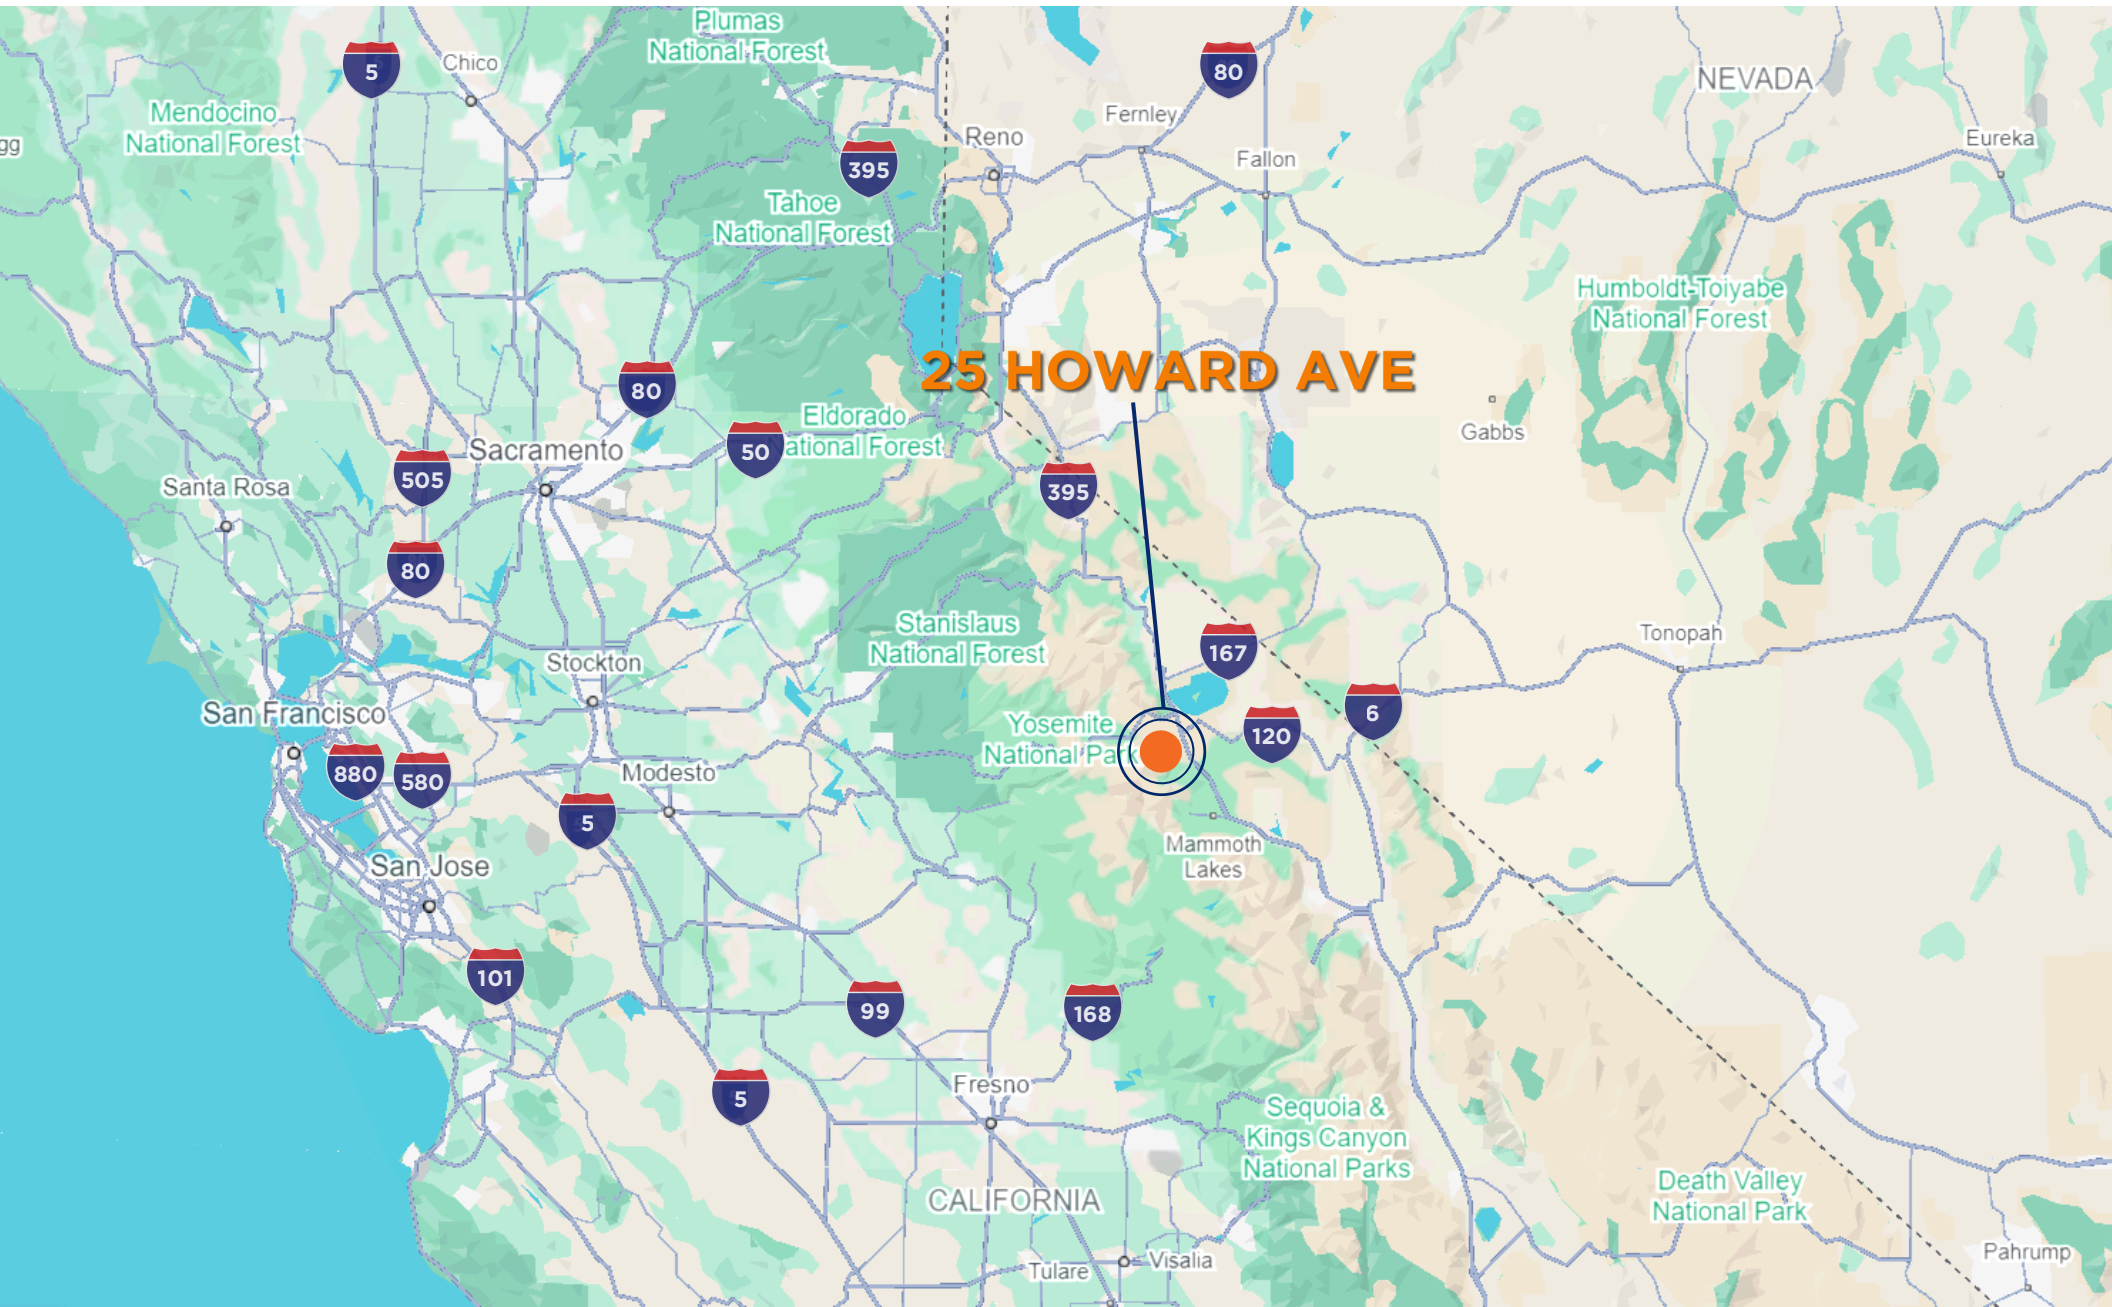 Plumas
National Forest
5
Chico
80
NEVADA
Mendocino
National Forest
Fernley
Reno
Eureka
gg
395
Fallon
Tahoe
National Forest
Humboldt-Toiyabe
National Forest
25 HOWARD AVE
80
Eldorado
National Forest
Gabbs
Sacramento
50
505
395
Santa Rosa
80
Stanislaus
National Forest
167
Tonopah
Stockton
6
San Francisco
Yosemite
National Park
120
880
580
Modesto
5
Mammoth
Lakes
San Jose
101
99
168
5
Fresno
Sequoia &
Kings Canyon
National Parks
CALIFORNIA
Death Valley
National Park
Visalia
Tulare
Pahrump